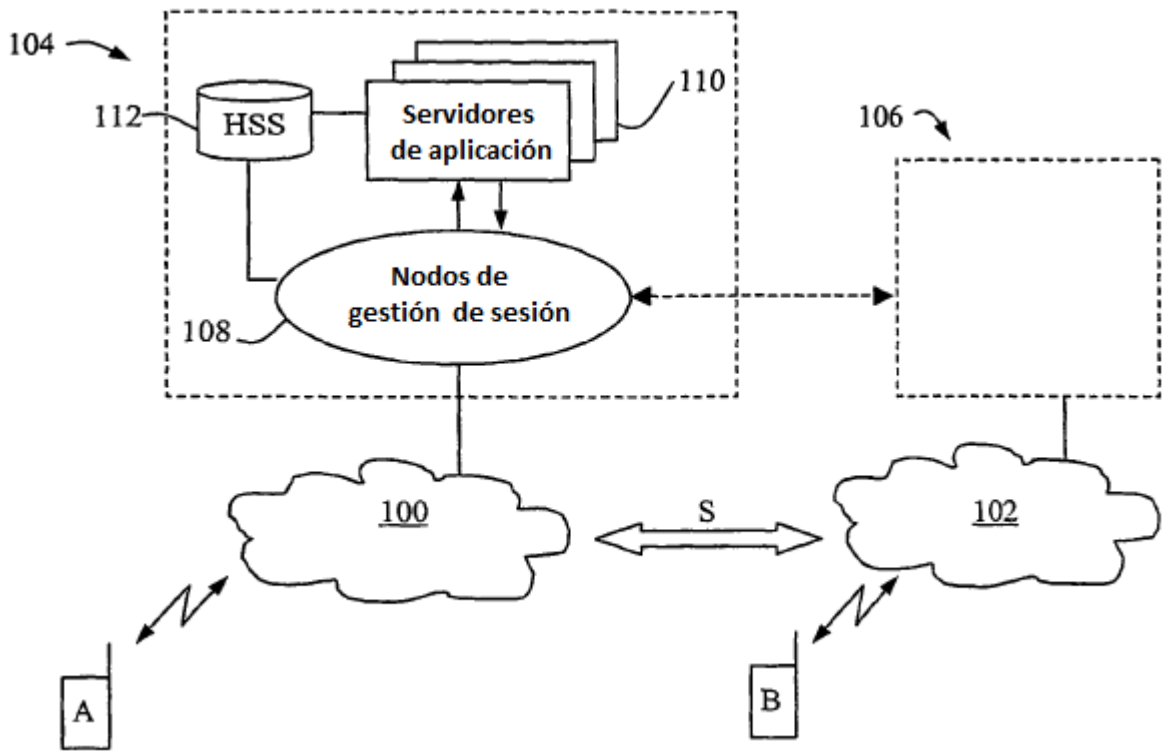 104
110
112
HSS
Servidores
de aplicación
106
Nodos de
gestión de sesión
108
100
S
102
A
B